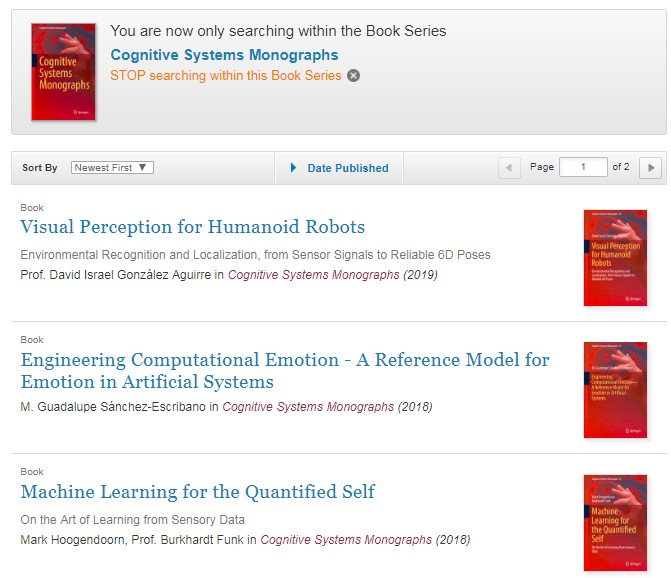 You are now only searching within the Book Series
Cognitive Systems Monographs
STOP searching within this Book Series
Cognitive
Systems
Monographs
Springer
Sort By
Newest First
Date Published
Page
1
of 2
Book
Visual Perception for Humanoid Robots
Environmental Recognition and Localization, from Sensor Signals to Reliable 6D Poses
Prof. David Israel González Aguirre in Cognitive Systems Monographs (2019)
Visual Perception
for Humanoid
Robots
Book
Engineering Computational Emotion - A Reference Model for
Emotion in Artificial Systems
M. Guadalupe Sánchez-Escribano in Cognitive Systems Monographs (2018)
Engineering
Computational Emotion—
A Reference Model for
Emotion in Artificial
Systems
Book
Machine Learning for the Quantified Self
On the Art of Learning from Sensory Data
Mark Hoogendoorn, Prof. Burkhardt Funk in Cognitive Systems Monographs (2018)
Machine
Learning for
the Quantified
Self